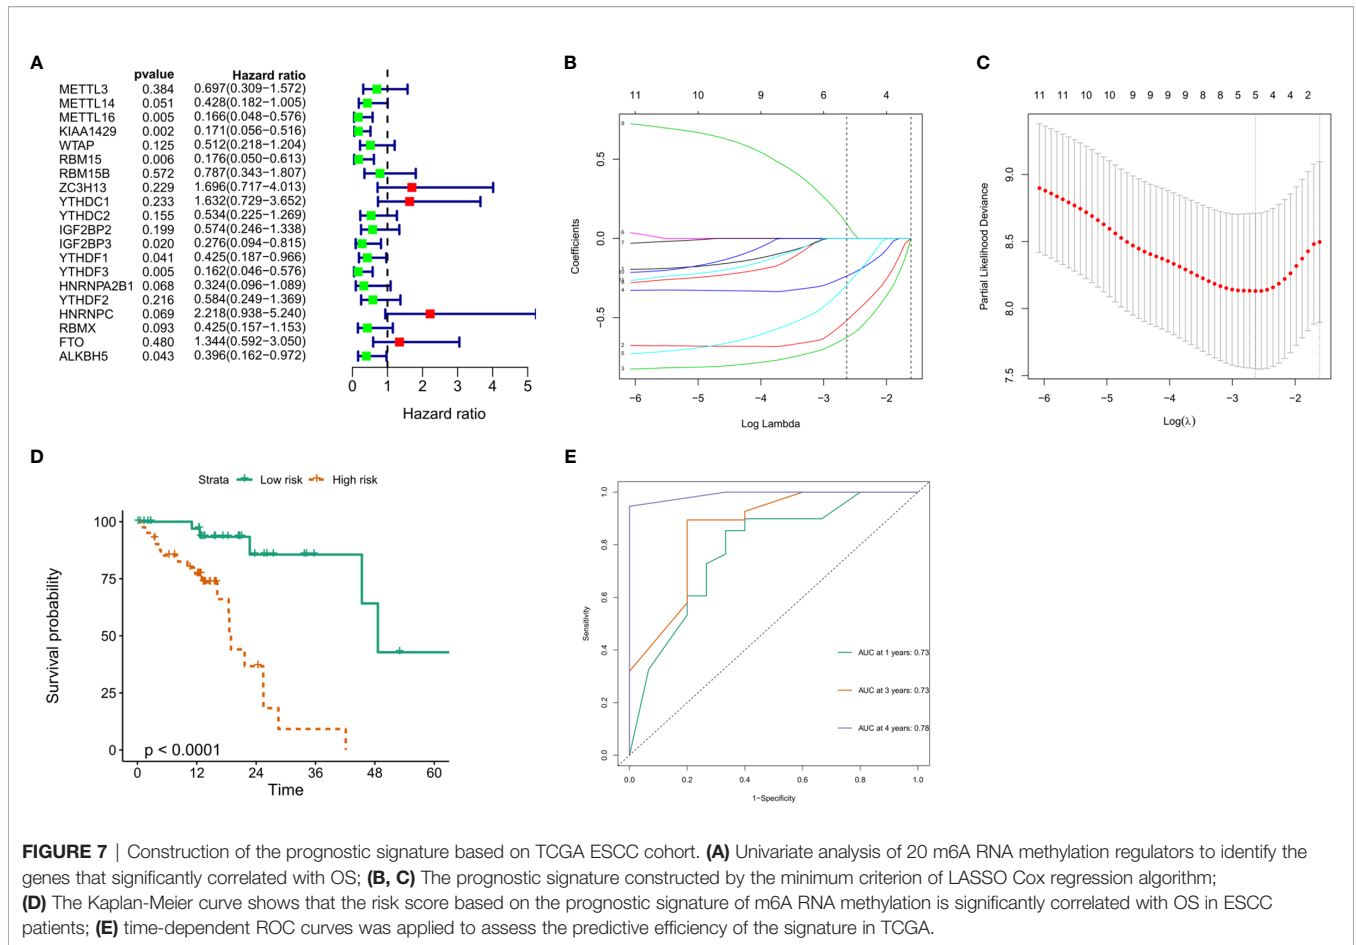 A
pvalue Hazard ratio
METTL3 0.384 0.697(0.309−1.572)
METTL14 0.051 0.428(0.182−1.005)
METTL16 0.005 0.166(0.048−0.576)
KIAA1429 0.002 0.171(0.056−0.516)
WTAP 0.125 0.512(0.218−1.204)
RBM15 0.006 0.176(0.050−0.613)
RBM15B 0.572 0.787(0.343−1.807)
ZC3H13 0.229 1.696(0.717−4.013)
YTHDC1 0.233 1.632(0.729−3.652)
YTHDC2 0.155 0.534(0.225−1.269)
IGF2BP2 0.199 0.574(0.246−1.338)
IGF2BP3 0.020 0.276(0.094−0.815)
YTHDF1 0.041 0.425(0.187−0.966)
YTHDF3 0.005 0.162(0.046−0.576)
HNRNPA2B1 0.068 0.324(0.096−1.089)
YTHDF2 0.216 0.584(0.249−1.369)
HNRNPC 0.069 2.218(0.938−5.240)
RBMX 0.093 0.425(0.157−1.153)
FTO 0.480 1.344(0.592−3.050)
ALKBH5 0.043 0.396(0.162−0.972)
0 1 2 3 4 5
Hazard ratio
B
11 10 9 6 4
Coefficients
0.5
0.0
−0.5
9
6
7
4
2
5
3
−6 −5 −4 −3 −2
Log Lambda
C
11 11 10 10 9 9 9 9 8 8 5 5 4 4 2
Partial Likelihood Deviance
9.0
8.5
8.0
7.5
−6 −5 −4 −3 −2
Log(λ)
D
Strata Low risk High risk
Survival probability
100
75
50
25
0
p < 0.0001
0 12 24 36 48 60
Time
E
Sensitivity
1.0
0.8
0.6
0.4
0.2
0.0
AUC at 1 years: 0.73
AUC at 3 years: 0.73
AUC at 4 years: 0.78
0.0 0.2 0.4 0.6 0.8 1.0
1−Specificity
FIGURE 7 | Construction of the prognostic signature based on TCGA ESCC cohort. (A) Univariate analysis of 20 m6A RNA methylation regulators to identify the
genes that significantly correlated with OS; (B, C) The prognostic signature constructed by the minimum criterion of LASSO Cox regression algorithm;
(D) The Kaplan-Meier curve shows that the risk score based on the prognostic signature of m6A RNA methylation is significantly correlated with OS in ESCC
patients; (E) time-dependent ROC curves was applied to assess the predictive efficiency of the signature in TCGA.